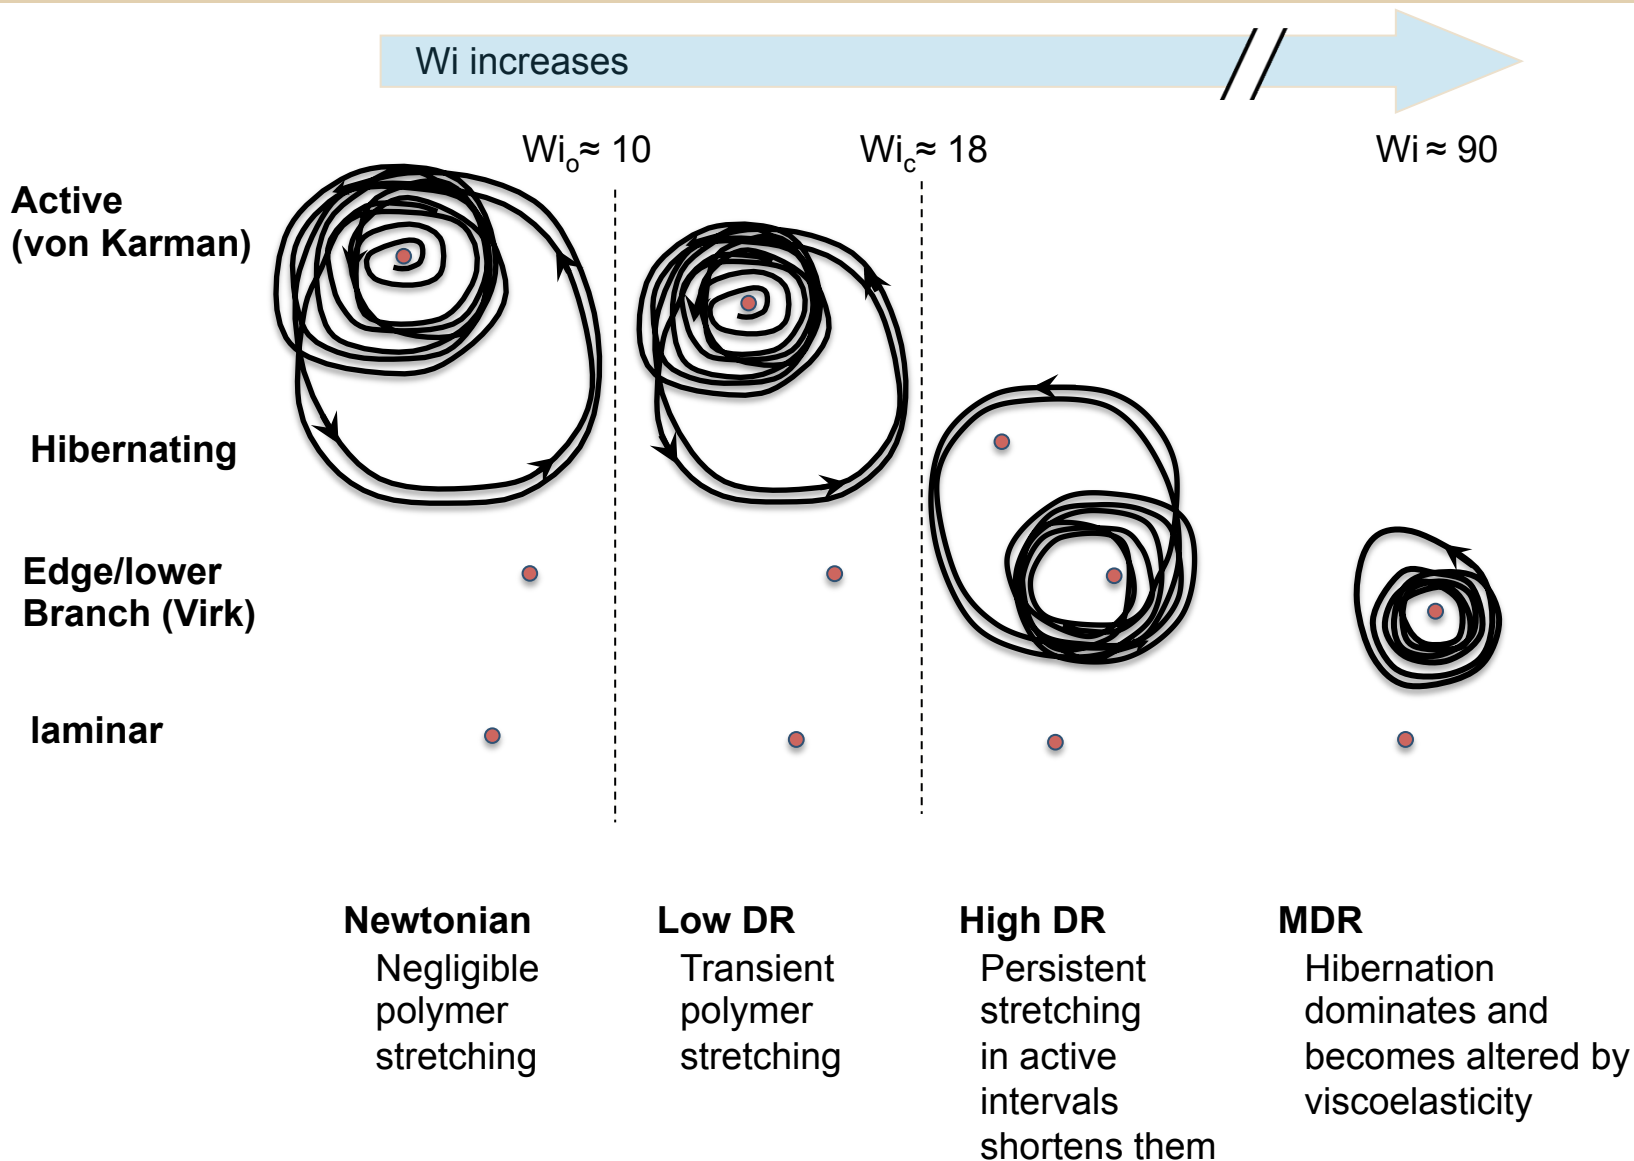 Wi increases
Wiₒ≈ 10
Wi꜀≈ 18
Wi ≈ 90
Active
(von Karman)
Hibernating
Edge/lower
Branch (Virk)
laminar
Newtonian
Negligible
polymer
stretching
Low DR
Transient
polymer
stretching
High DR
Persistent
stretching
in active
intervals
shortens them
MDR
Hibernation
dominates and
becomes altered by
viscoelasticity